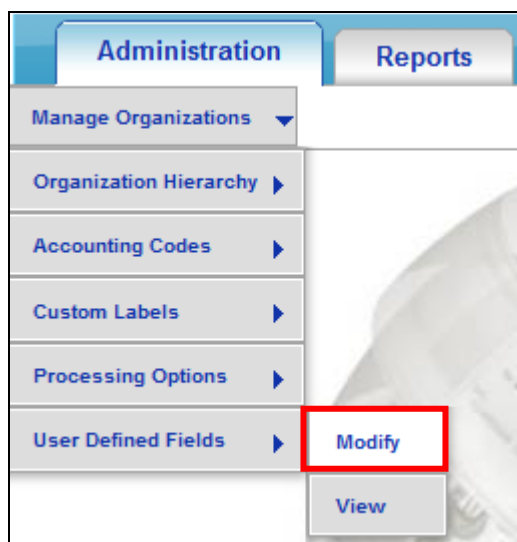 Administration Reports
Manage Organizations
Organization Hierarchy
Accounting Codes
Custom Labels
Processing Options
User Defined Fields Modify
View